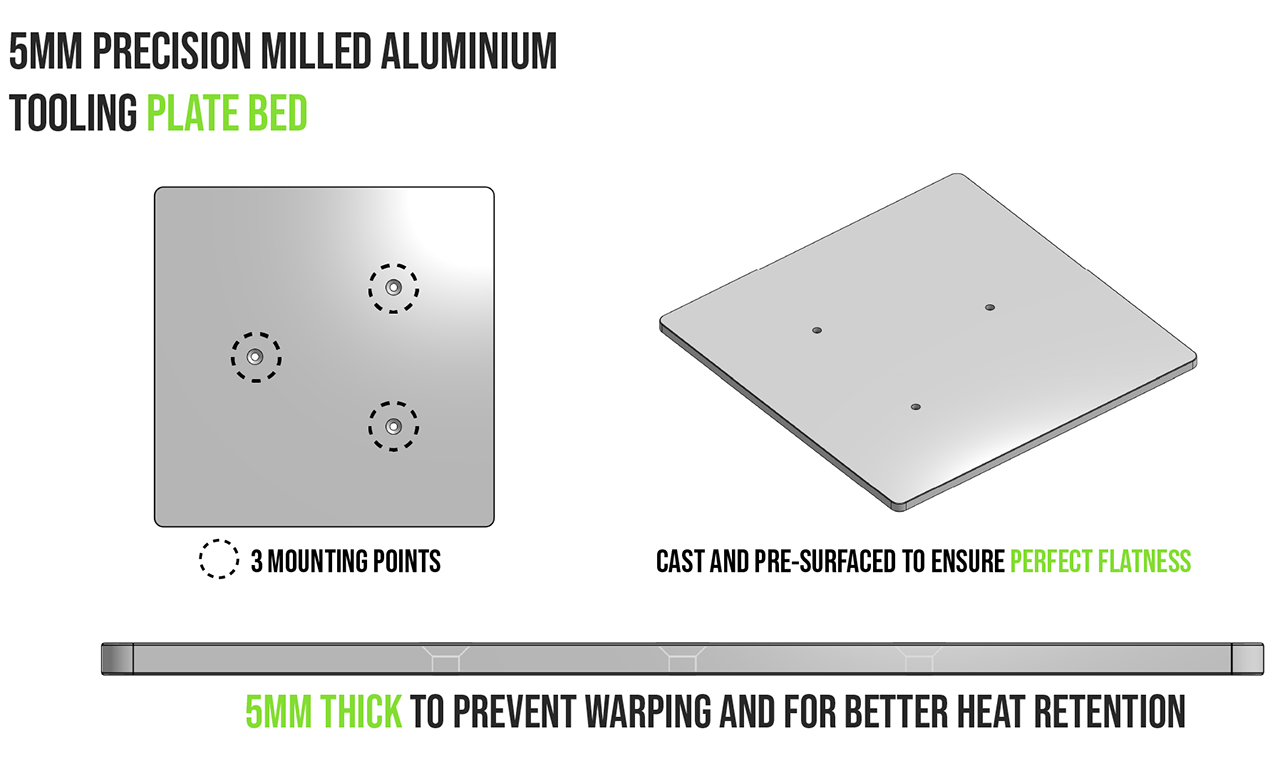 5MM PRECISION MILLED ALUMINIUM
TOOLING PLATE BED
3 MOUNTING POINTS
CAST AND PRE-SURFACED TO ENSURE PERFECT FLATNESS
5MM THICK TO PREVENT WARPING AND FOR BETTER HEAT RETENTION